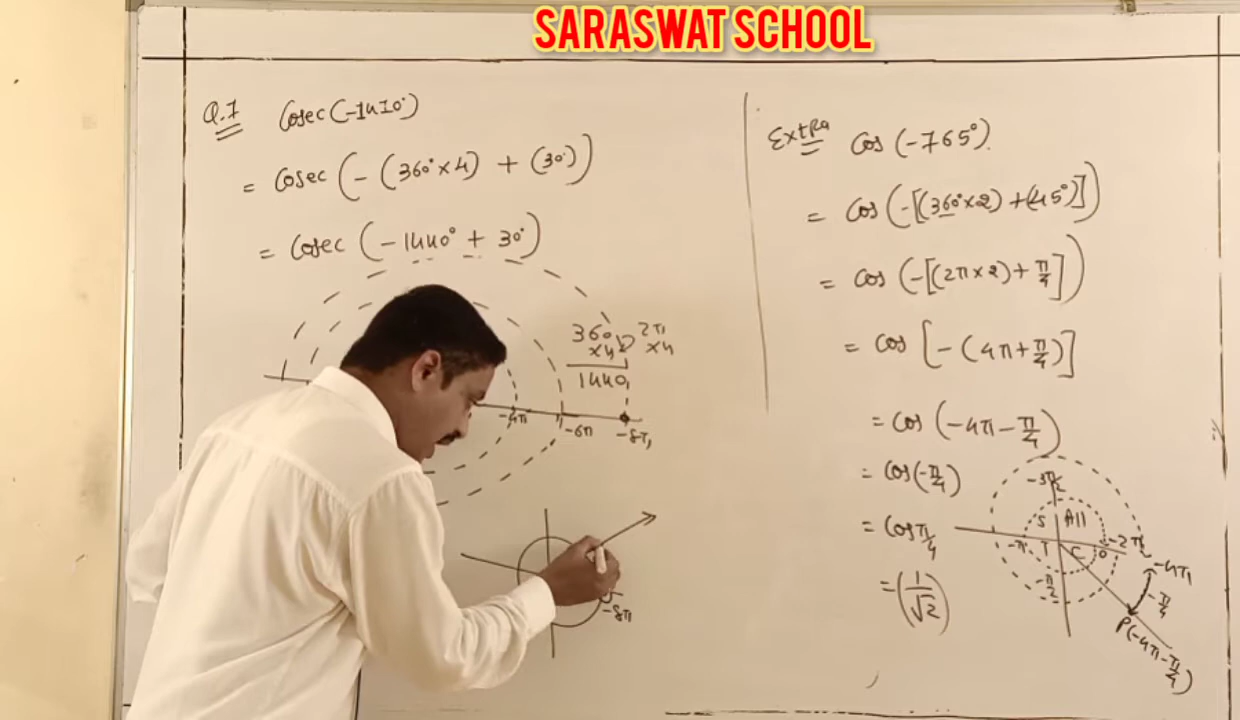 SARASWAT SCHOOL
Q.7 Cosec(-1410°)
= Cosec (-(360°×4) + (30°))
= Cosec (-1440° + 30°)
360 2π
×4 ×4
1440
-4π -6π -8π
-8π
Extra cos (-765°).
= cos (-[(360°×2)+(45°)])
= cos (-[(2π×2)+π/4])
= cos [-(4π+π/4)]
= cos (-4π-π/4)
= cos(-π/4)
= cos π/4
= (1/√2)
-3π/2
S All
-π T C 0 -2π
-π/2
-4π
-π/4
P(-4π-π/4)